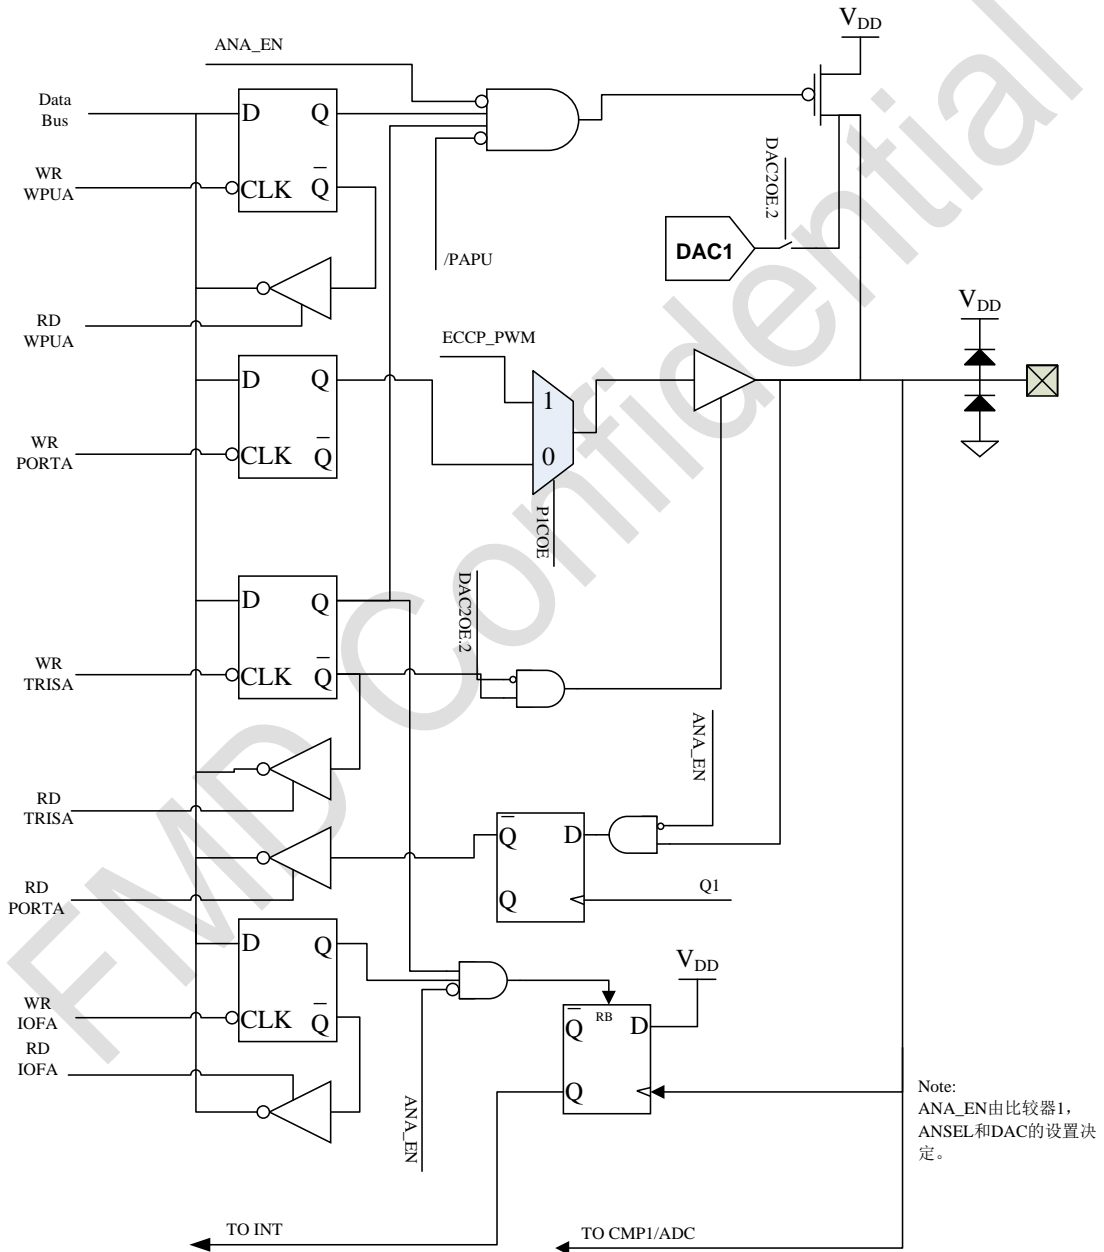 V_DD
ANA_EN
Data
Bus
D
Q
WR
WPUA
CLK
Q̅
DAC2OE.2
DAC1
/PAPU
RD
WPUA
V_DD
ECCP_PWM
D
Q
1
WR
PORTA
CLK
Q̅
0
P1COE
D
Q
DAC2OE.2
WR
TRISA
CLK
Q̅
ANA_EN
RD
TRISA
Q̅
D
RD
PORTA
Q
Q1
D
Q
V_DD
WR
IOFA
CLK
Q̅
Q̅
RB
D
RD
IOFA
Q
ANA_EN
Note:
ANA_EN由比较器1,
ANSEL和DAC的设置决
定。
TO INT
TO CMP1/ADC
FMD Confidential